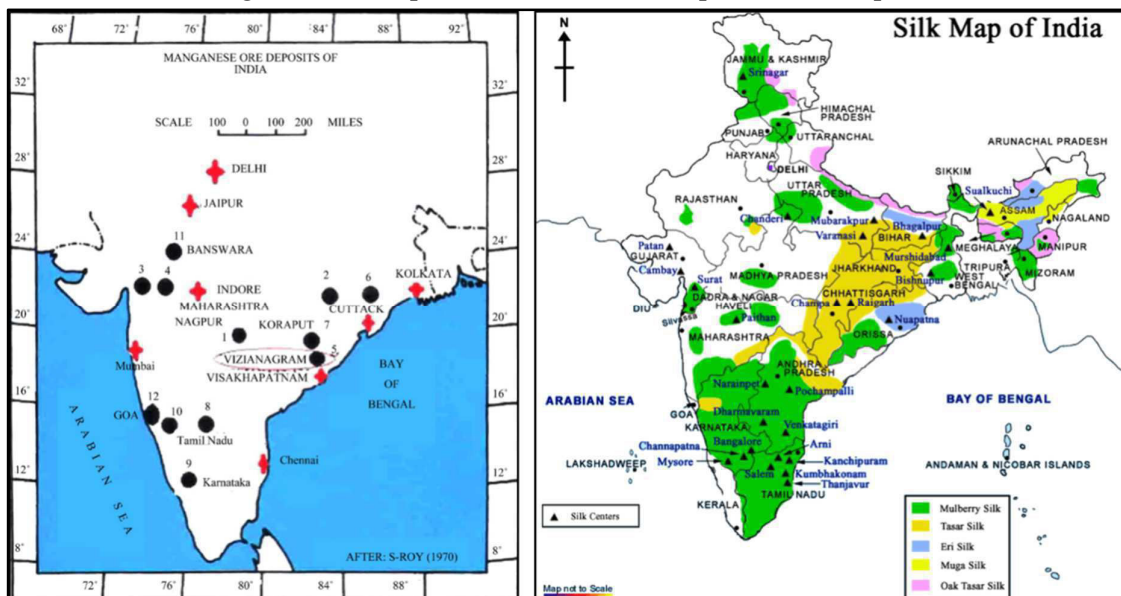 68° 72° 76° 80° 84° 88° 92°
MANGANESE ORE DEPOSITS OF
INDIA
SCALE 100 0 100 200 MILES
32°
28°
24°
20°
16°
12°
8°
32°
28°
24°
20°
16°
12°
8°
DELHI
JAIPUR
11
BANSWARA
3 4
INDORE
MAHARASHTRA
NAGPUR
2 6
KOLKATA
CUTTACK
KORAPUT
7
1
5
VIZIANAGRAM
VISAKHAPATNAM
Mumbai
BAY
OF
BENGAL
12
GOA
10 8
Tamil Nadu
9
Karnataka
Chennai
ARABIAN SEA
AFTER: S-ROY (1970)
72° 76° 80° 84° 88°
N
Silk Map of India
JAMMU & KASHMIR
Srinagar
HIMACHAL
PRADESH
PUNJAB
UTTARANCHAL
HARYANA
DELHI
ARUNACHAL PRADESH
SIKKIM
Sualkuchi
ASSAM
NAGALAND
RAJASTHAN
UTTAR
PRADESH
Chanderi
Mubarakpur
Varanasi
Bhagalpur
BIHAR
MEGHALAYA
MANIPUR
Murshidabad
Patan
GUJARAT
Cambay
JHARKHAND
Bishnupur
WEST
BENGAL
TRIPURA
MIZORAM
MADHYA PRADESH
Surat
DADRA & NAGAR
HAVELI
DIU
Silvassa
Paithan
CHHATTISGARH
Champa
Raigarh
Nuapatna
ORISSA
MAHARASHTRA
ANDHRA
PRADESH
Narainpet
Pochampalli
ARABIAN SEA
BAY OF BENGAL
GOA
Dharmavaram
KARNATAKA
Venkatagiri
Channapatna
Bangalore
Arni
LAKSHADWEEP
Mysore
Kanchipuram
Salem
Kumbhakonam
Thanjavur
TAMIL NADU
KERALA
ANDAMAN & NICOBAR ISLANDS
Silk Centers
Mulberry Silk
Tasar Silk
Eri Silk
Muga Silk
Oak Tasar Silk
Map not to Scale